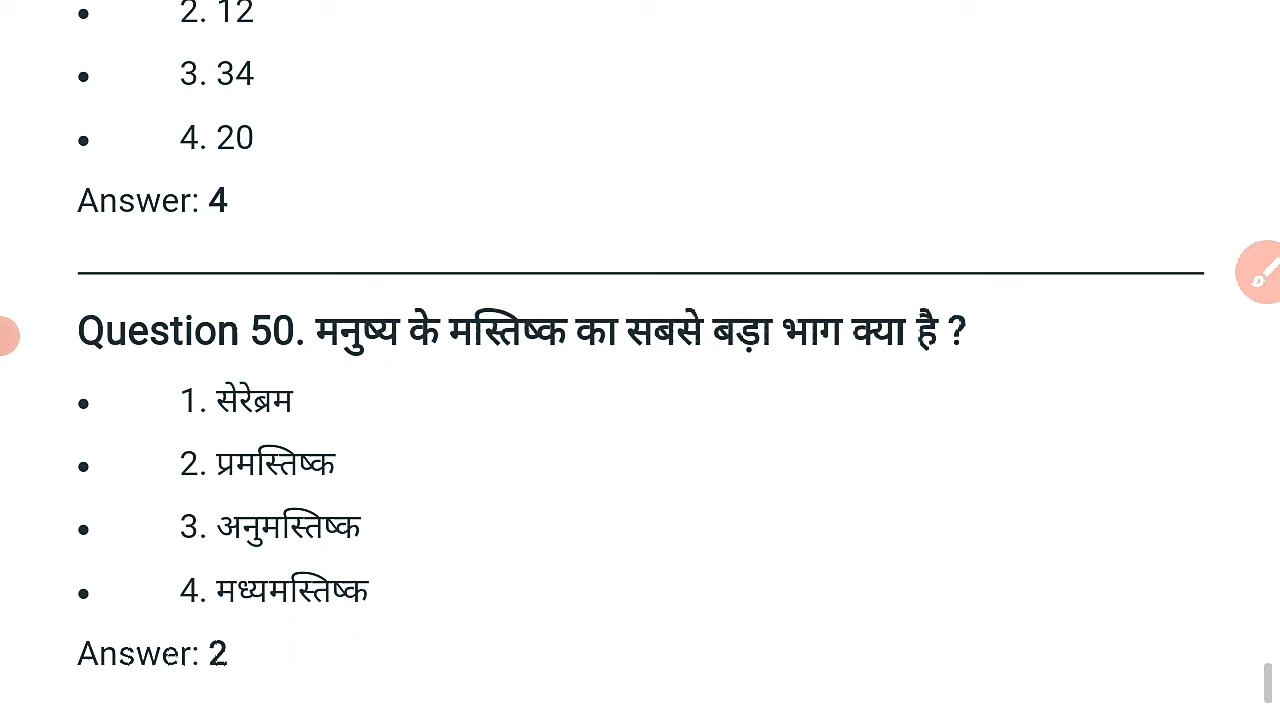 2. 12
3. 34
4. 20
Answer: 4
Question 50. मनुष्य के मस्तिष्क का सबसे बड़ा भाग क्या है ?
1. सेरेब्रम
2. प्रमस्तिष्क
3. अनुमस्तिष्क
4. मध्यमस्तिष्क
Answer: 2